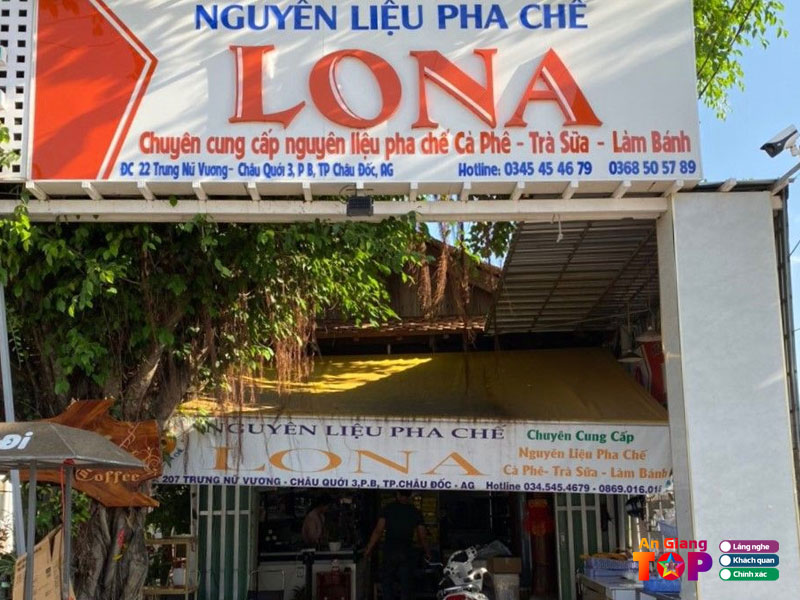 NGUYÊN LIỆU PHA CHẾ
LONA
Chuyên cung cấp nguyên liệu pha chế Cà Phê - Trà Sữa - Làm Bánh
ĐC 22 Trưng Nữ Vương - Châu Quới 3, P B, TP Châu Đốc, AG Hotline: 0345 45 46 79 0368 50 57 89
NGUYÊN LIỆU PHA CHẾ
LONA
Chuyên Cung Cấp
Nguyên Liệu Pha Chế
Cà Phê- Trà Sữa - Làm Bánh
207 TRƯNG NỮ VƯƠNG - CHÂU QUỚI 3,P.B, TP.CHÂU ĐỐC - AG Hotline 034.545.4679 - 0869.016.01
Coffee
An Giang
TOP
Lắng nghe
Khách quan
Chính xác